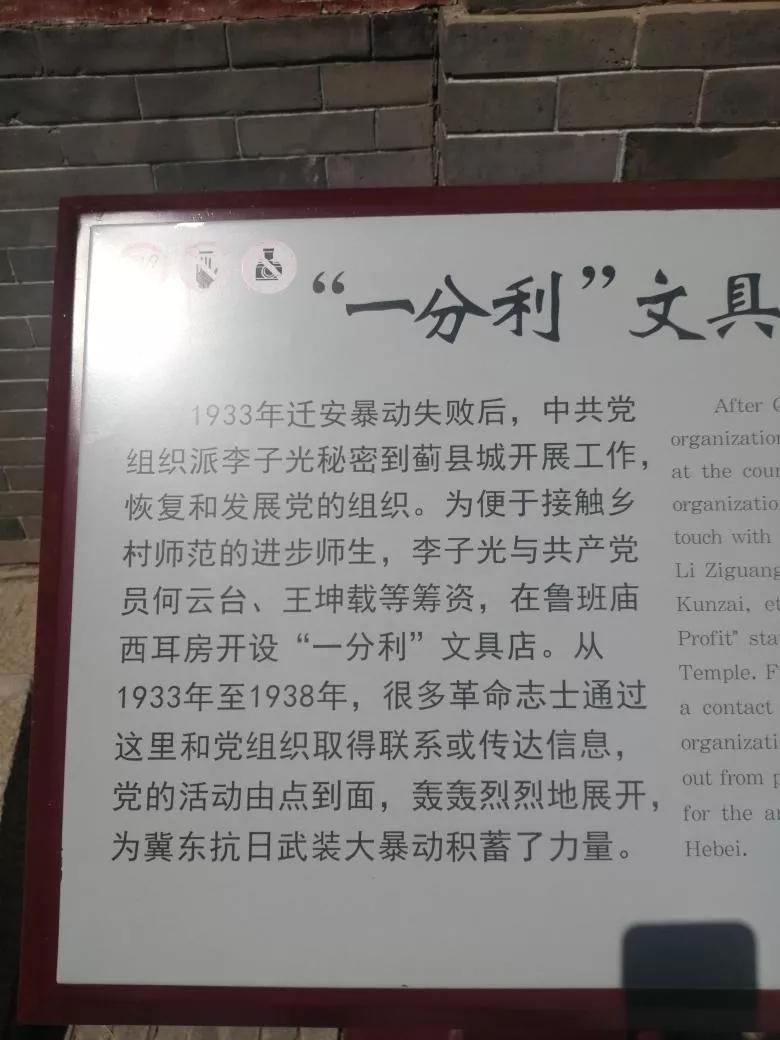 “一分利”文具
1933年迁安暴动失败后，中共党
组织派李子光秘密到蓟县城开展工作，
恢复和发展党的组织。为便于接触乡
村师范的进步师生，李子光与共产党
员何云台、王坤载等筹资，在鲁班庙
西耳房开设“一分利”文具店。从
1933年至1938年，很多革命志士通过
这里和党组织取得联系或传达信息，
党的活动由点到面，轰轰烈烈地展开，
为冀东抗日武装大暴动积蓄了力量。
After
organization
at the
touch with
Li Ziguang
Kunzai,
Profit”
Temple.
a contact
out from
for the
Hebei.